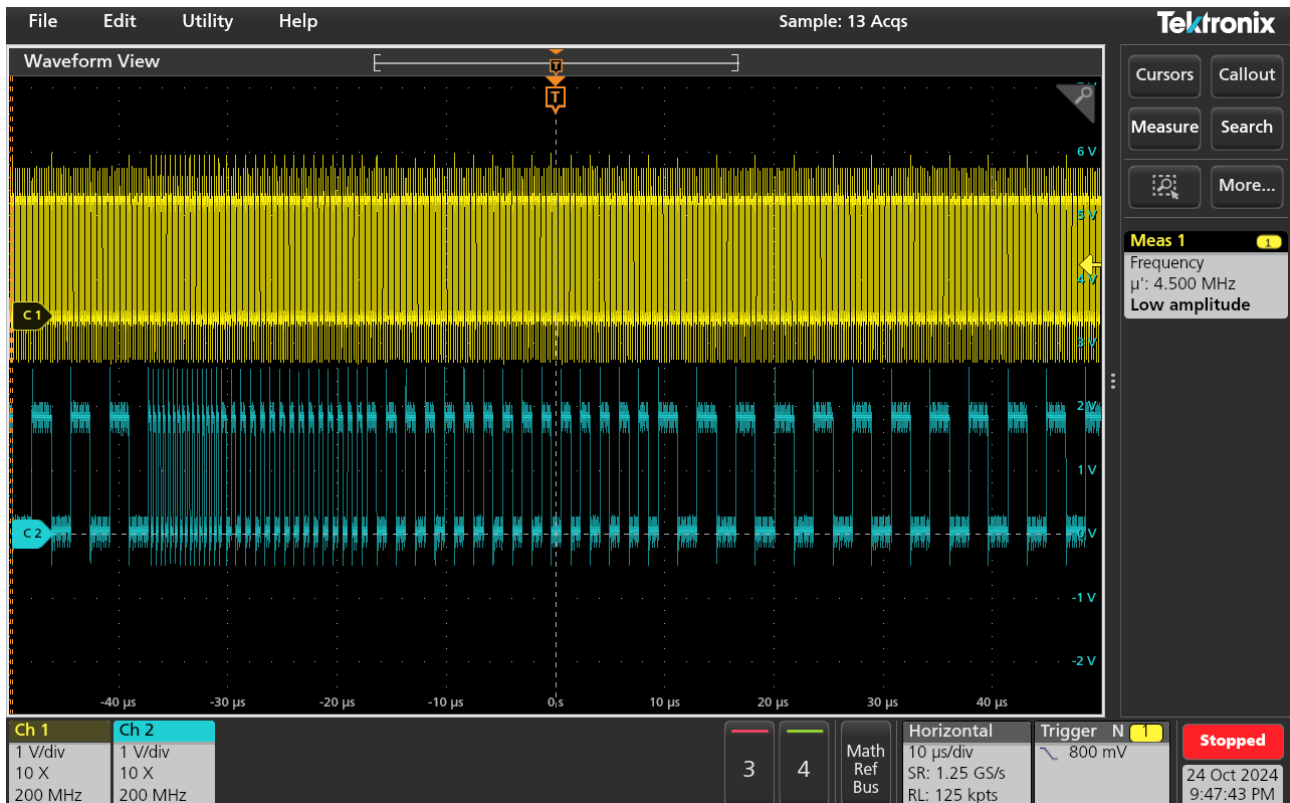 File Edit Utility Help Sample: 13 Acqs Tektronix
Waveform View
Cursors Callout
Measure Search
More...
Meas 1 1
Frequency
µ': 4.500 MHz
Low amplitude
T
T
6 V
5 V
4 V
3 V
2 V
1 V
0 V
-1 V
-2 V
C 1
C 2
-40 µs -30 µs -20 µs -10 µs 0 s 10 µs 20 µs 30 µs 40 µs
Ch 1
1 V/div
10 X
200 MHz
Ch 2
1 V/div
10 X
200 MHz
3 4
Math
Ref
Bus
Horizontal
10 µs/div
SR: 1.25 GS/s
RL: 125 kpts
Trigger N 1
800 mV
Stopped
24 Oct 2024
9:47:43 PM